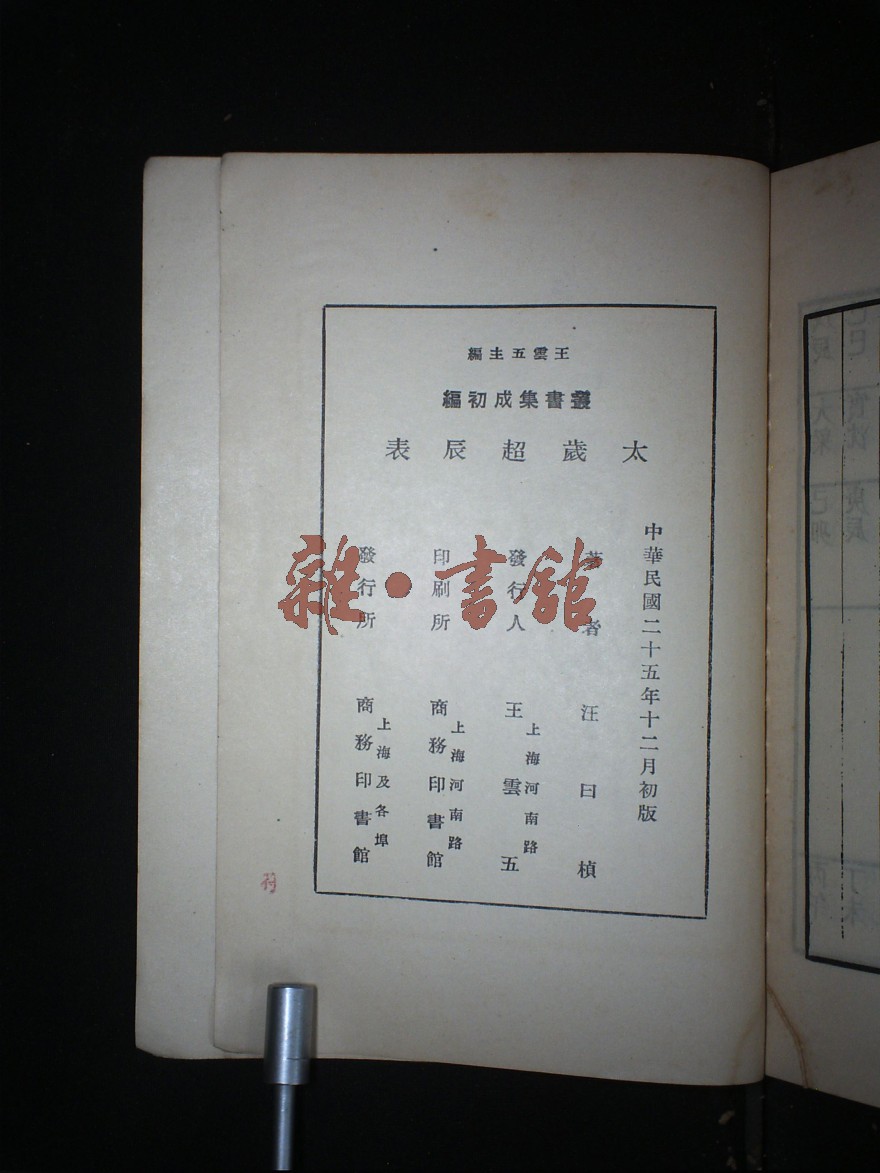 王雲五主編
叢書集成初編
太歲超辰表
中華民國二十五年十二月初版
著者 汪曰楨
發行人 王雲五
上海河南路
印刷所 商務印書館
上海河南路
發行所 商務印書館
上海及各埠
雜·書館